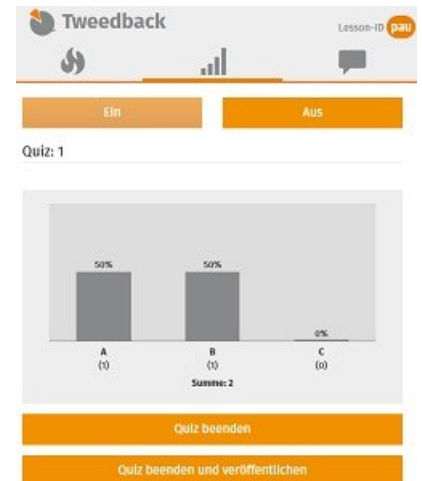 Tweedback
Lesson-ID pau
Ein Aus
Quiz: 1
50% 50% 0%
A B C
(1) (1) (0)
Summe: 2
Quiz beenden
Quiz beenden und veröffentlichen